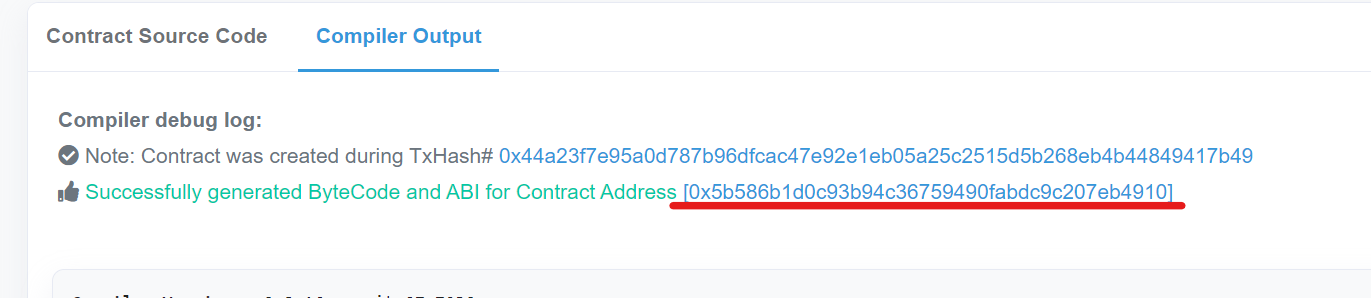 Contract Source Code Compiler Output
Compiler debug log:
Note: Contract was created during TxHash# 0x44a23f7e95a0d787b96dfcac47e92e1eb05a25c2515d5b268eb4b44849417b49
Successfully generated ByteCode and ABI for Contract Address [0x5b586b1d0c93b94c36759490fabdc9c207eb4910]